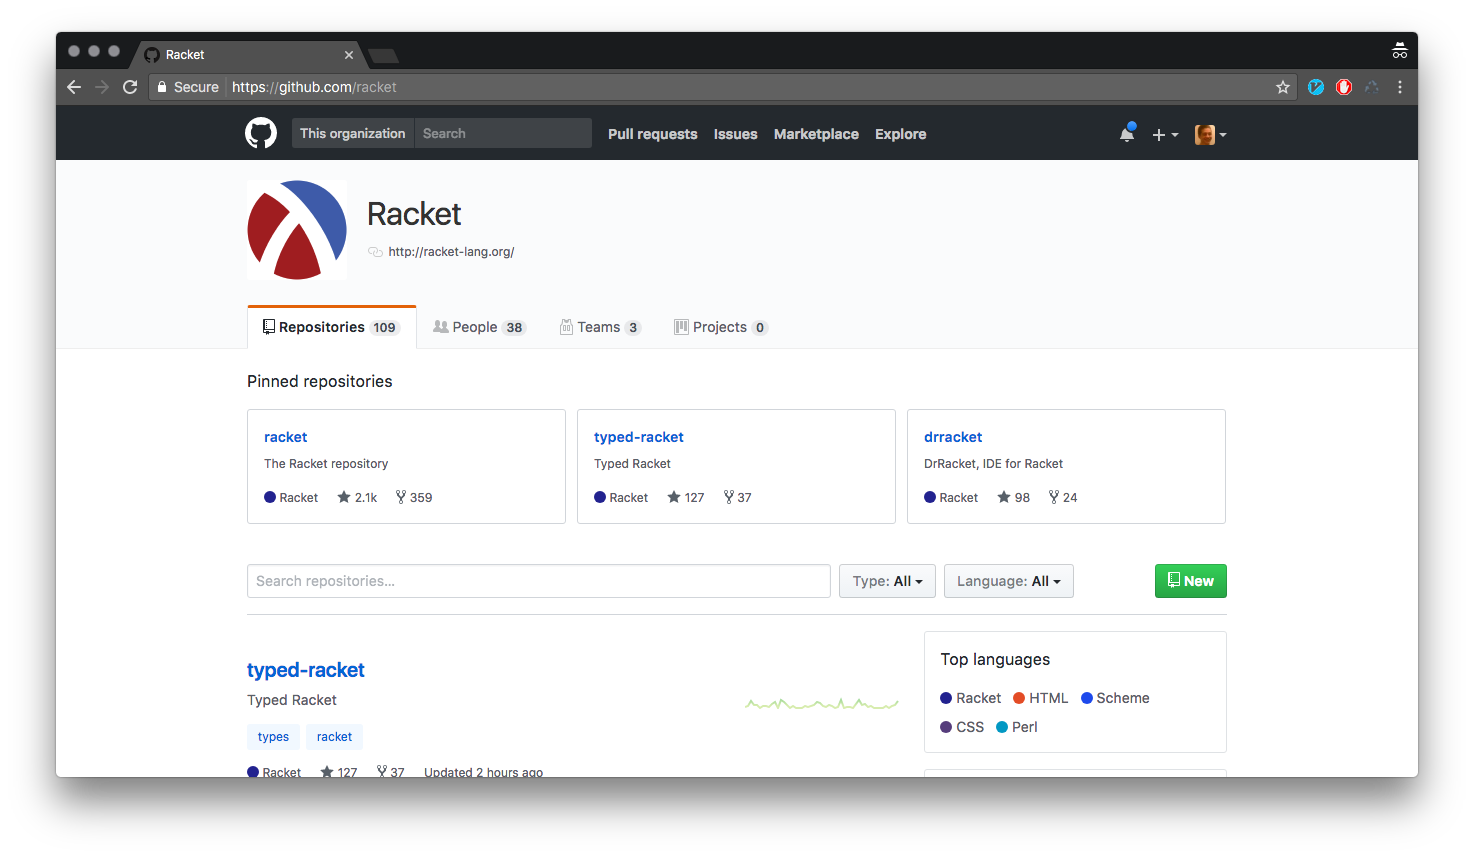 Racket
Secure https://github.com/racket
This organization Search Pull requests Issues Marketplace Explore
Racket
http://racket-lang.org/
Repositories 109 People 38 Teams 3 Projects 0
Pinned repositories
racket typed-racket drracket
The Racket repository Typed Racket DrRacket, IDE for Racket
Racket 2.1k 359 Racket 127 37 Racket 98 24
Search repositories... Type: All Language: All New
Top languages
typed-racket
Typed Racket Racket HTML Scheme
CSS Perl
types racket
Racket 127 37 Updated 2 hours ago